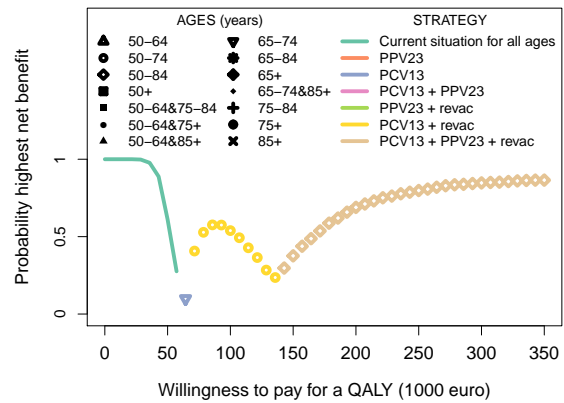 AGES (years) STRATEGY
50−64 65−74 Current situation for all ages
50−74 65−84 PPV23
50−84 65+ PCV13
50+ 65−74&85+ PCV13 + PPV23
50−64&75−84 75−84 PPV23 + revac
50−64&75+ 75+ PCV13 + revac
50−64&85+ 85+ PCV13 + PPV23 + revac
Probability highest net benefit
1
0.5
0
0 50 100 150 200 250 300 350
Willingness to pay for a QALY (1000 euro)